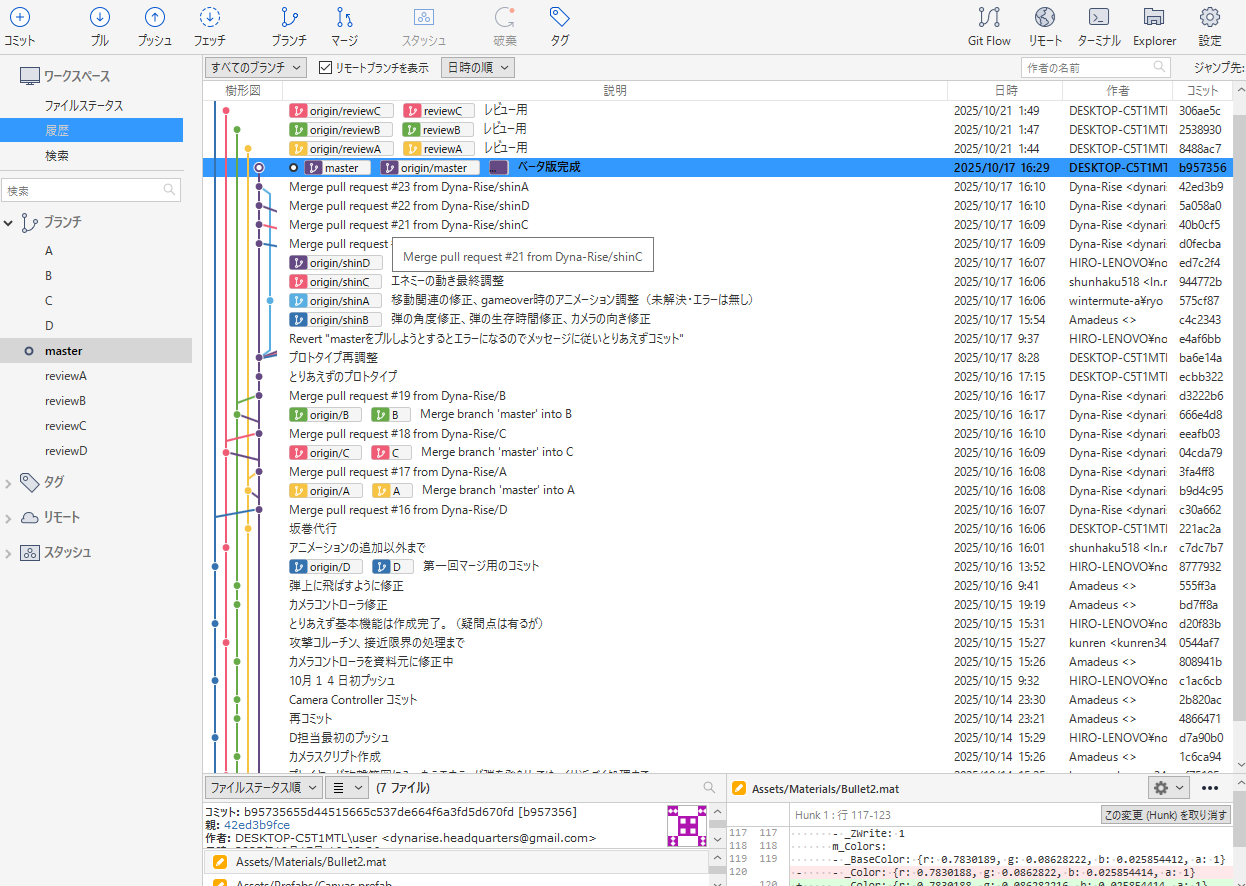 コミット プル プッシュ フェッチ ブランチ マージ スタッシュ 破棄 タグ Git Flow リモート ターミナル Explorer 設定
ワークスペース
ファイルステータス
履歴
検索
検索
ブランチ
A
B
C
D
master
reviewA
reviewB
reviewC
reviewD
タグ
リモート
スタッシュ
すべてのブランチ リモートブランチを表示 日時の順 作者の名前 ジャンプ先:
樹形図 説明 日時 作者 コミット
origin/reviewC reviewC レビュー用 2025/10/21 1:49 DESKTOP-C5T1MTl 306ae5c
origin/reviewB reviewB レビュー用 2025/10/21 1:47 DESKTOP-C5T1MTl 2538930
origin/reviewA reviewA レビュー用 2025/10/21 1:44 DESKTOP-C5T1MTl 8488ac7
master origin/master ... ベータ版完成 2025/10/17 16:29 DESKTOP-C5T1M1 b957356
Merge pull request #23 from Dyna-Rise/shinA 2025/10/17 16:10 Dyna-Rise <dynari: 42ed3b9
Merge pull request #22 from Dyna-Rise/shinD 2025/10/17 16:10 Dyna-Rise <dynari: 5a058a0
Merge pull request #21 from Dyna-Rise/shinC 2025/10/17 16:09 Dyna-Rise <dynari: 40b0cf5
Merge pull request 2025/10/17 16:09 Dyna-Rise <dynari: d0fecba
Merge pull request #21 from Dyna-Rise/shinC
origin/shinD 2025/10/17 16:07 HIRO-LENOVO¥no ed7c2f4
origin/shinC エネミーの動き最終調整 2025/10/17 16:06 shunhaku518 <ln.r 944772b
origin/shinA 移動関連の修正、gameover時のアニメーション調整（未解決・エラーは無し） 2025/10/17 16:06 wintermute-a¥ryo 575cf87
origin/shinB 弾の角度修正、弾の生存時間修正、カメラの向き修正 2025/10/17 15:54 Amadeus <> c4c2343
Revert "masterをプルしようとするとエラーになるのでメッセージに従いとりあえずコミット" 2025/10/17 9:37 HIRO-LENOVO¥no e4af6bb
プロトタイプ再調整 2025/10/17 8:28 DESKTOP-C5T1MTl ba6e14a
とりあえずのプロトタイプ 2025/10/16 17:15 DESKTOP-C5T1MTl ecbb322
Merge pull request #19 from Dyna-Rise/B 2025/10/16 16:17 Dyna-Rise <dynari: d3222b6
origin/B B Merge branch 'master' into B 2025/10/16 16:17 Dyna-Rise <dynari: 666e4d8
Merge pull request #18 from Dyna-Rise/C 2025/10/16 16:10 Dyna-Rise <dynari: eeafb03
origin/C C Merge branch 'master' into C 2025/10/16 16:09 Dyna-Rise <dynari: 04cda79
Merge pull request #17 from Dyna-Rise/A 2025/10/16 16:08 Dyna-Rise <dynari: 3fa4ff8
origin/A A Merge branch 'master' into A 2025/10/16 16:08 Dyna-Rise <dynari: b9d4c95
Merge pull request #16 from Dyna-Rise/D 2025/10/16 16:07 Dyna-Rise <dynari: c30a662
坂巻代行 2025/10/16 16:06 DESKTOP-C5T1MTl 221ac2a
アニメーションの追加以外まで 2025/10/16 16:01 shunhaku518 <ln.r c7dc7b7
origin/D D 第一回マージ用のコミット 2025/10/16 13:52 HIRO-LENOVO¥no 8777932
弾上に飛ばすように修正 2025/10/16 9:41 Amadeus <> 555ff3a
カメラコントローラ修正 2025/10/15 19:19 Amadeus <> bd7ff8a
とりあえず基本機能は作成完了。（疑問点は有るが） 2025/10/15 15:31 HIRO-LENOVO¥no d20f83b
攻撃コルーチン、接近限界の処理まで 2025/10/15 15:27 kunren <kunren34 0544af7
カメラコントローラを資料元に修正中 2025/10/15 15:26 Amadeus <> 808941b
10月１４日初プッシュ 2025/10/15 9:32 HIRO-LENOVO¥no c1ac6cb
Camera Controller コミット 2025/10/14 23:30 Amadeus <> 2b820ac
再コミット 2025/10/14 23:21 Amadeus <> 4866471
D担当最初のプッシュ 2025/10/14 15:29 HIRO-LENOVO¥no d7a90b0
カメラスクリプト作成 2025/10/14 15:26 Amadeus <> 1c6ca94
ファイルステータス順 (7 ファイル)
コミット: b95735655d44515665c537de664f6a3fd5d670fd [b957356]
親: 42ed3b9fce
作者: DESKTOP-C5T1MTL\user <dynarise.headquarters@gmail.com>
Assets/Materials/Bullet2.mat
Assets/Prefabs/Canvas.prefab
Assets/Materials/Bullet2.mat
Hunk 1 : 行 117-123 この変更 (Hunk) を取り消す
117 117 - _ZWrite: 1
118 118 m_Colors:
119 119 - _BaseColor: {r: 0.7830189, g: 0.08628222, b: 0.025854412, a: 1}
120 - - _Color: {r: 0.7830188, g: 0.0862822, b: 0.025854414, a: 1}
120 + - _Color: {r: 0.7830188, g: 0.086282216, b: 0.025854414, a: 1}